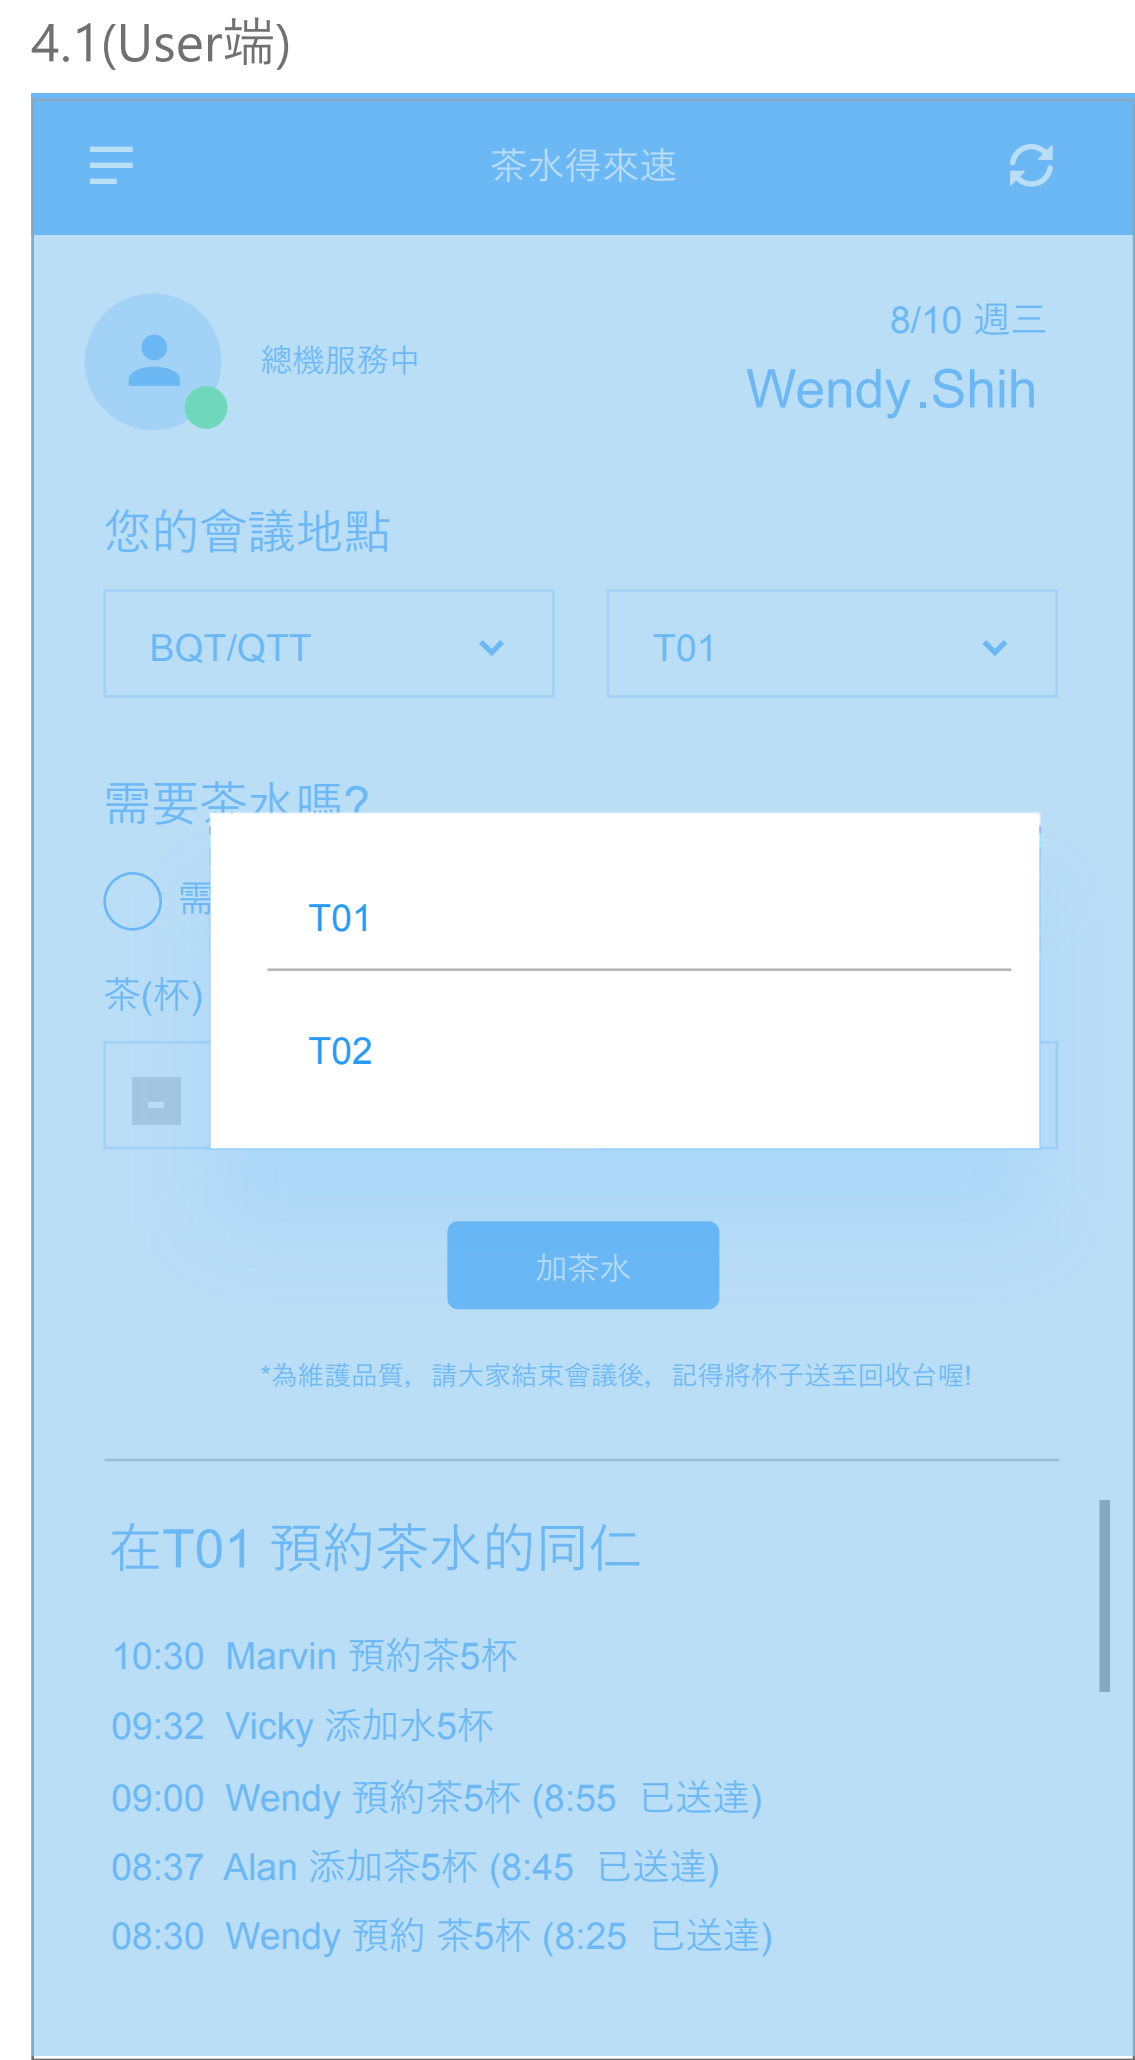 4.1(User端)
茶水得來速
8/10 週三
總機服務中
Wendy.Shih
您的會議地點
BQT/QTT
T01
需要茶水嗎?
需
T01
茶(杯)
T02
-
加茶水
*為維護品質, 請大家結束會議後, 記得將杯子送至回收台喔!
在T01 預約茶水的同仁
10:30 Marvin 預約茶5杯
09:32 Vicky 添加水5杯
09:00 Wendy 預約茶5杯 (8:55 已送達)
08:37 Alan 添加茶5杯 (8:45 已送達)
08:30 Wendy 預約 茶5杯 (8:25 已送達)